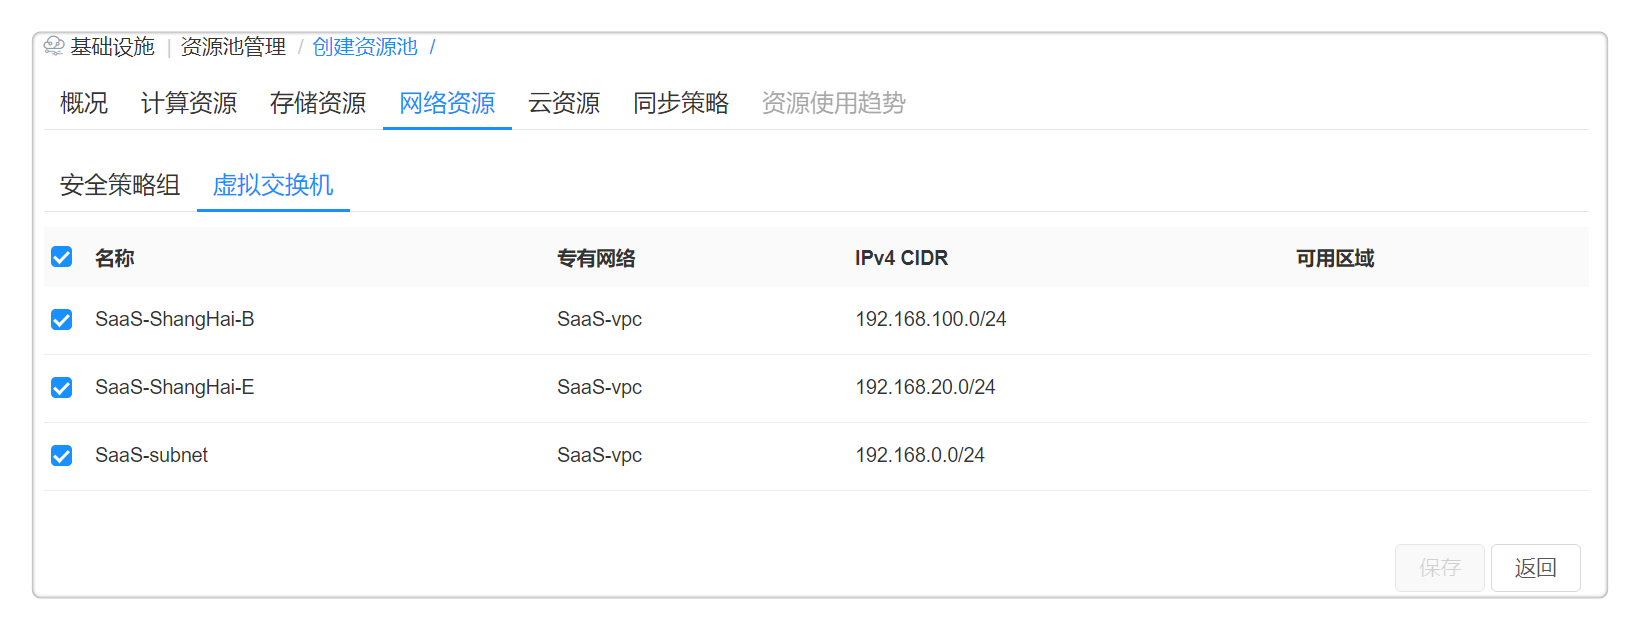 基础设施 | 资源池管理 / 创建资源池 /
概况 计算资源 存储资源 网络资源 云资源 同步策略 资源使用趋势
安全策略组 虚拟交换机
名称 专有网络 IPv4 CIDR 可用区域
SaaS-ShangHai-B SaaS-vpc 192.168.100.0/24
SaaS-ShangHai-E SaaS-vpc 192.168.20.0/24
SaaS-subnet SaaS-vpc 192.168.0.0/24
保存 返回